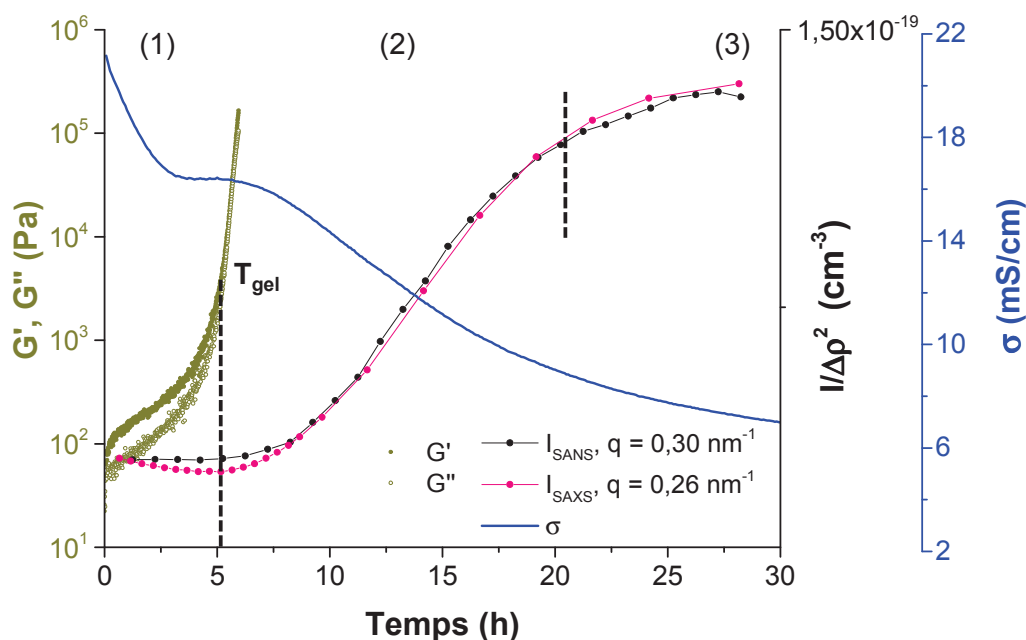 (1)
(2)
(3)
10⁶
10⁵
10⁴
10³
10²
10¹
G', G'' (Pa)
T_gel
G'
G''
I_SANS, q = 0,30 nm⁻¹
I_SAXS, q = 0,26 nm⁻¹
σ
0
5
10
15
20
25
30
Temps (h)
1,50x10⁻¹⁹
I/Δρ² (cm⁻³)
22
18
14
10
6
2
σ (mS/cm)